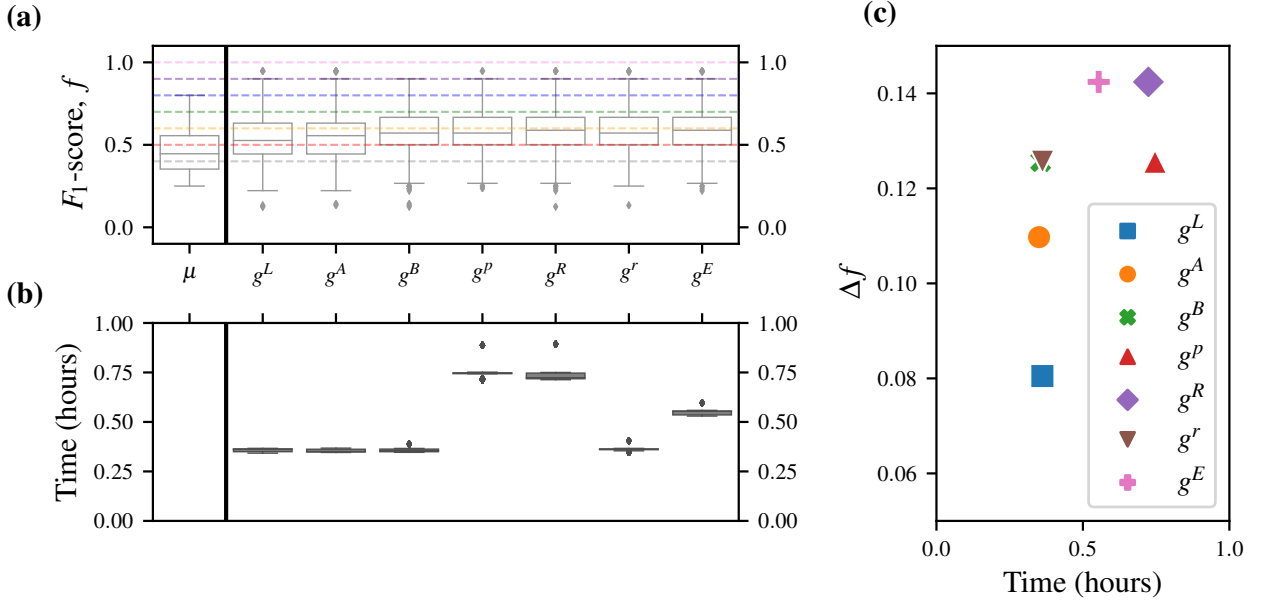 (a)
F₁-score, f
1.0
0.5
0.0
1.0
0.5
0.0
μ g^L g^A g^B g^p g^R g^r g^E
(b)
Time (hours)
1.00
0.75
0.50
0.25
0.00
1.00
0.75
0.50
0.25
0.00
(c)
Δf
0.14
0.12
0.10
0.08
0.06
g^L
g^A
g^B
g^p
g^R
g^r
g^E
0.0 0.5 1.0
Time (hours)